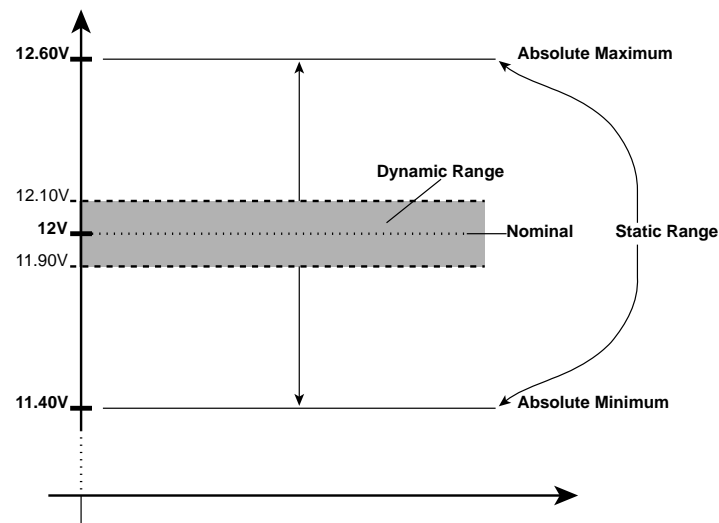 12.60V
Absolute Maximum
Dynamic Range
12.10V
12V
Nominal
Static Range
11.90V
11.40V
Absolute Minimum